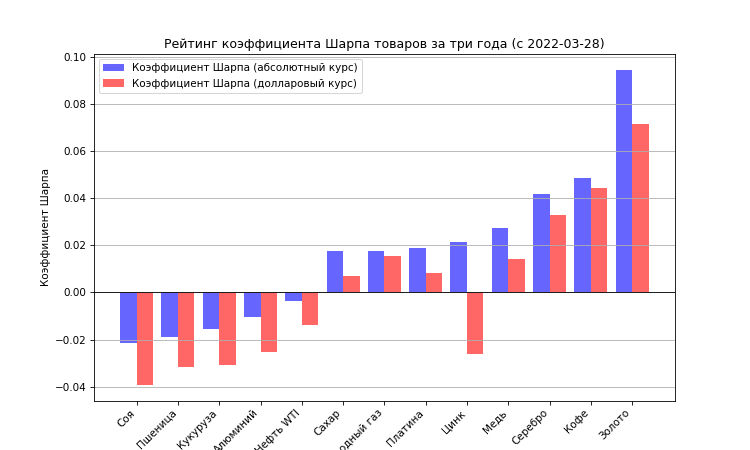 Рейтинг коэффициента Шарпа товаров за три года (с 2022-03-28)
Коэффициент Шарпа (абсолютный курс)
Коэффициент Шарпа (долларовый курс)
Коэффициент Шарпа
0.10
0.08
0.06
0.04
0.02
0.00
−0.02
−0.04
Соя
Пшеница
Кукуруза
Алюминий
Нефть WTI
Сахар
одный газ
Платина
Цинк
Медь
Серебро
Кофе
Золото